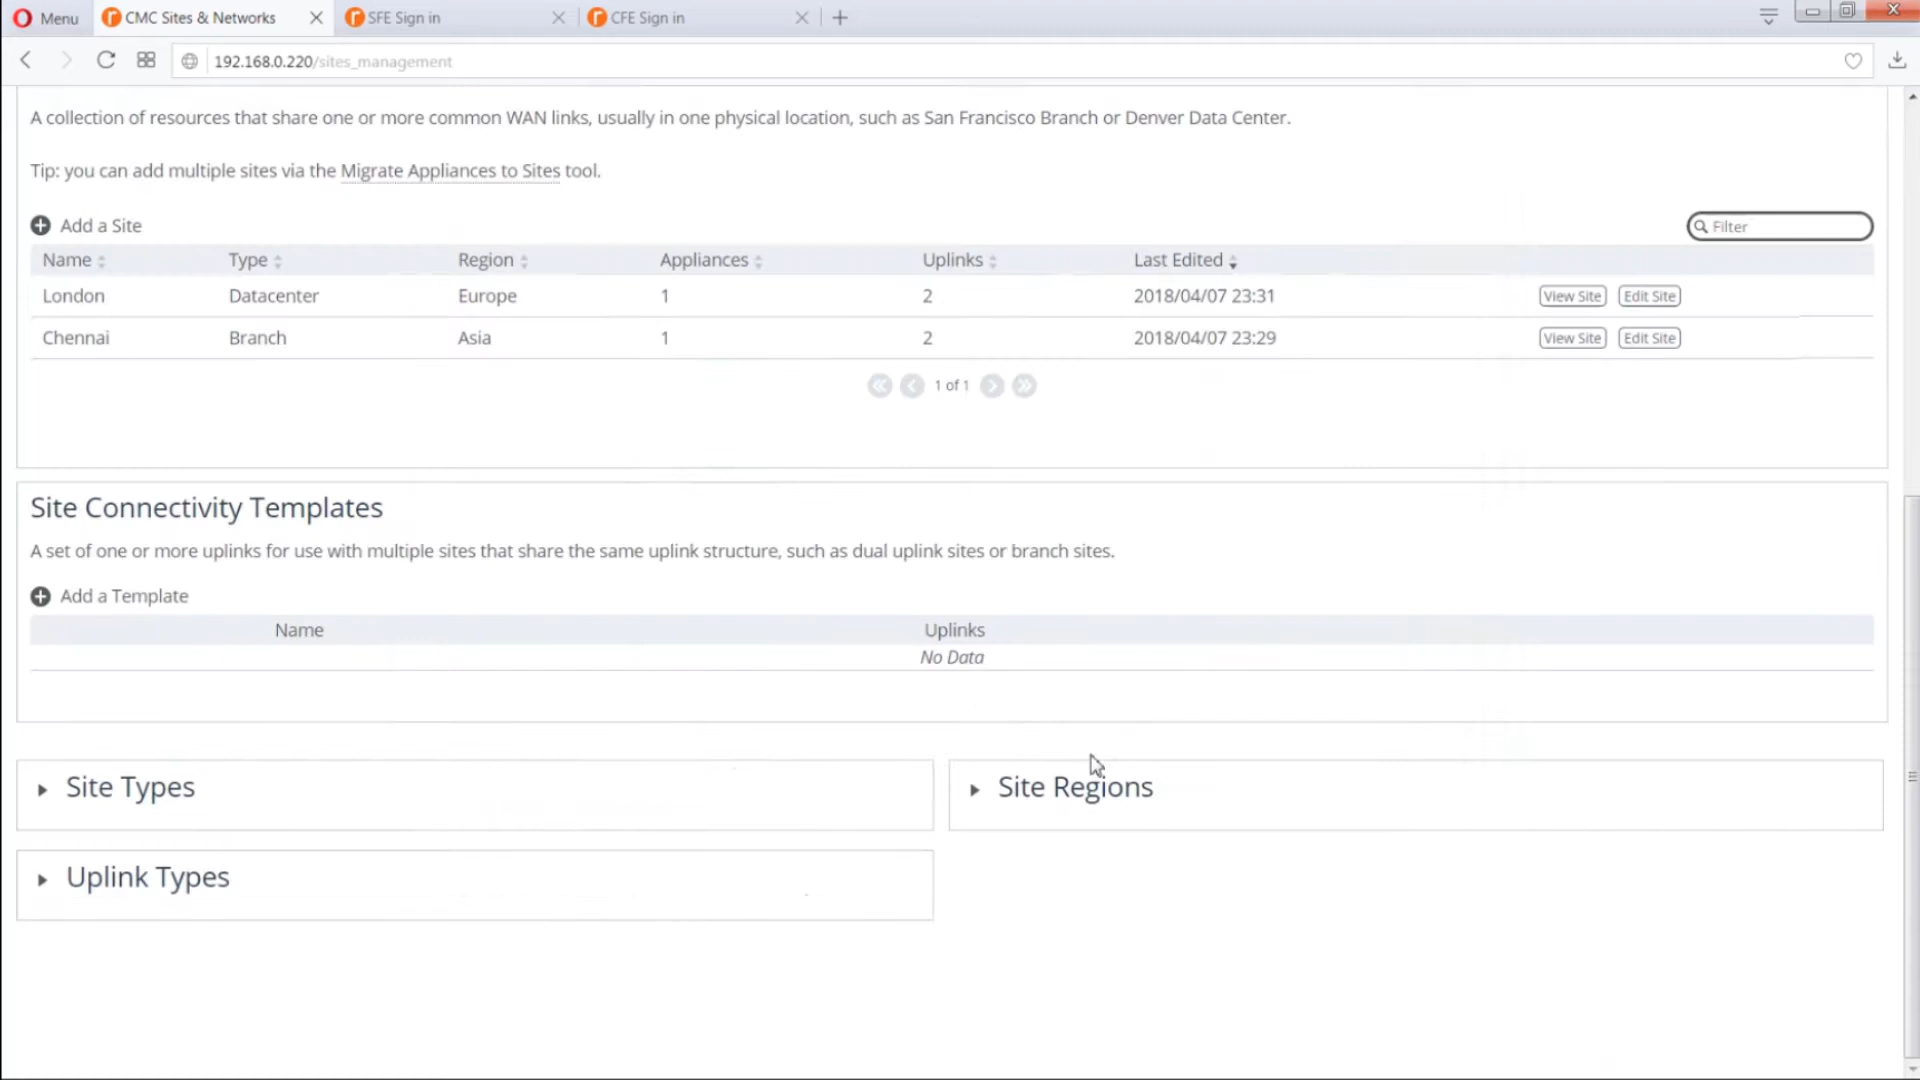 Menu
CMC Sites & Networks
SFE Sign in
CFE Sign in
192.168.0.220/sites_management
A collection of resources that share one or more common WAN links, usually in one physical location, such as San Francisco Branch or Denver Data Center.
Tip: you can add multiple sites via the Migrate Appliances to Sites tool.
Add a Site
Filter
Name Type Region Appliances Uplinks Last Edited
London Datacenter Europe 1 2 2018/04/07 23:31 View Site Edit Site
Chennai Branch Asia 1 2 2018/04/07 23:29 View Site Edit Site
1 of 1
Site Connectivity Templates
A set of one or more uplinks for use with multiple sites that share the same uplink structure, such as dual uplink sites or branch sites.
Add a Template
Name Uplinks
No Data
Site Types
Site Regions
Uplink Types